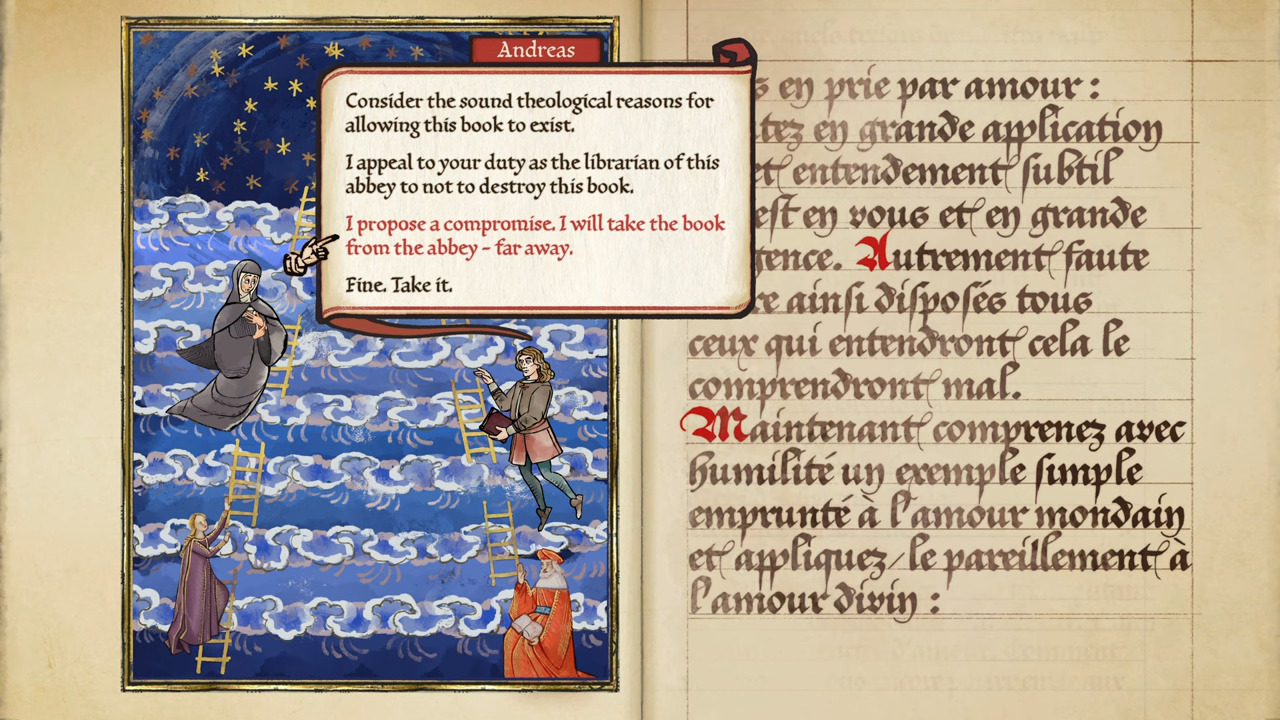 Andreas
Consider the sound theological reasons for
allowing this book to exist.
I appeal to your duty as the librarian of this
abbey to not to destroy this book.
I propose a compromise. I will take the book
from the abbey - far away.
Fine. Take it.
en prie par amour :
en grande application
et entendement subtil
est en vous et en grande
Autrement faute
ainsi disposés tous
ceux qui entendront cela le
comprendront mal.
Maintenant comprenez avec
humilité un exemple simple
emprunté à l'amour mondain
et appliquez-le pareillement à
l'amour divin :